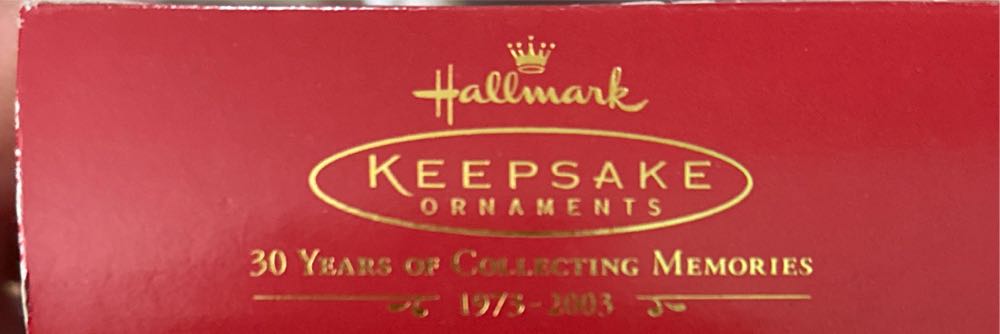 Hallmark
KEEPSAKE
ORNAMENTS
30 YEARS OF COLLECTING MEMORIES
1973-2003